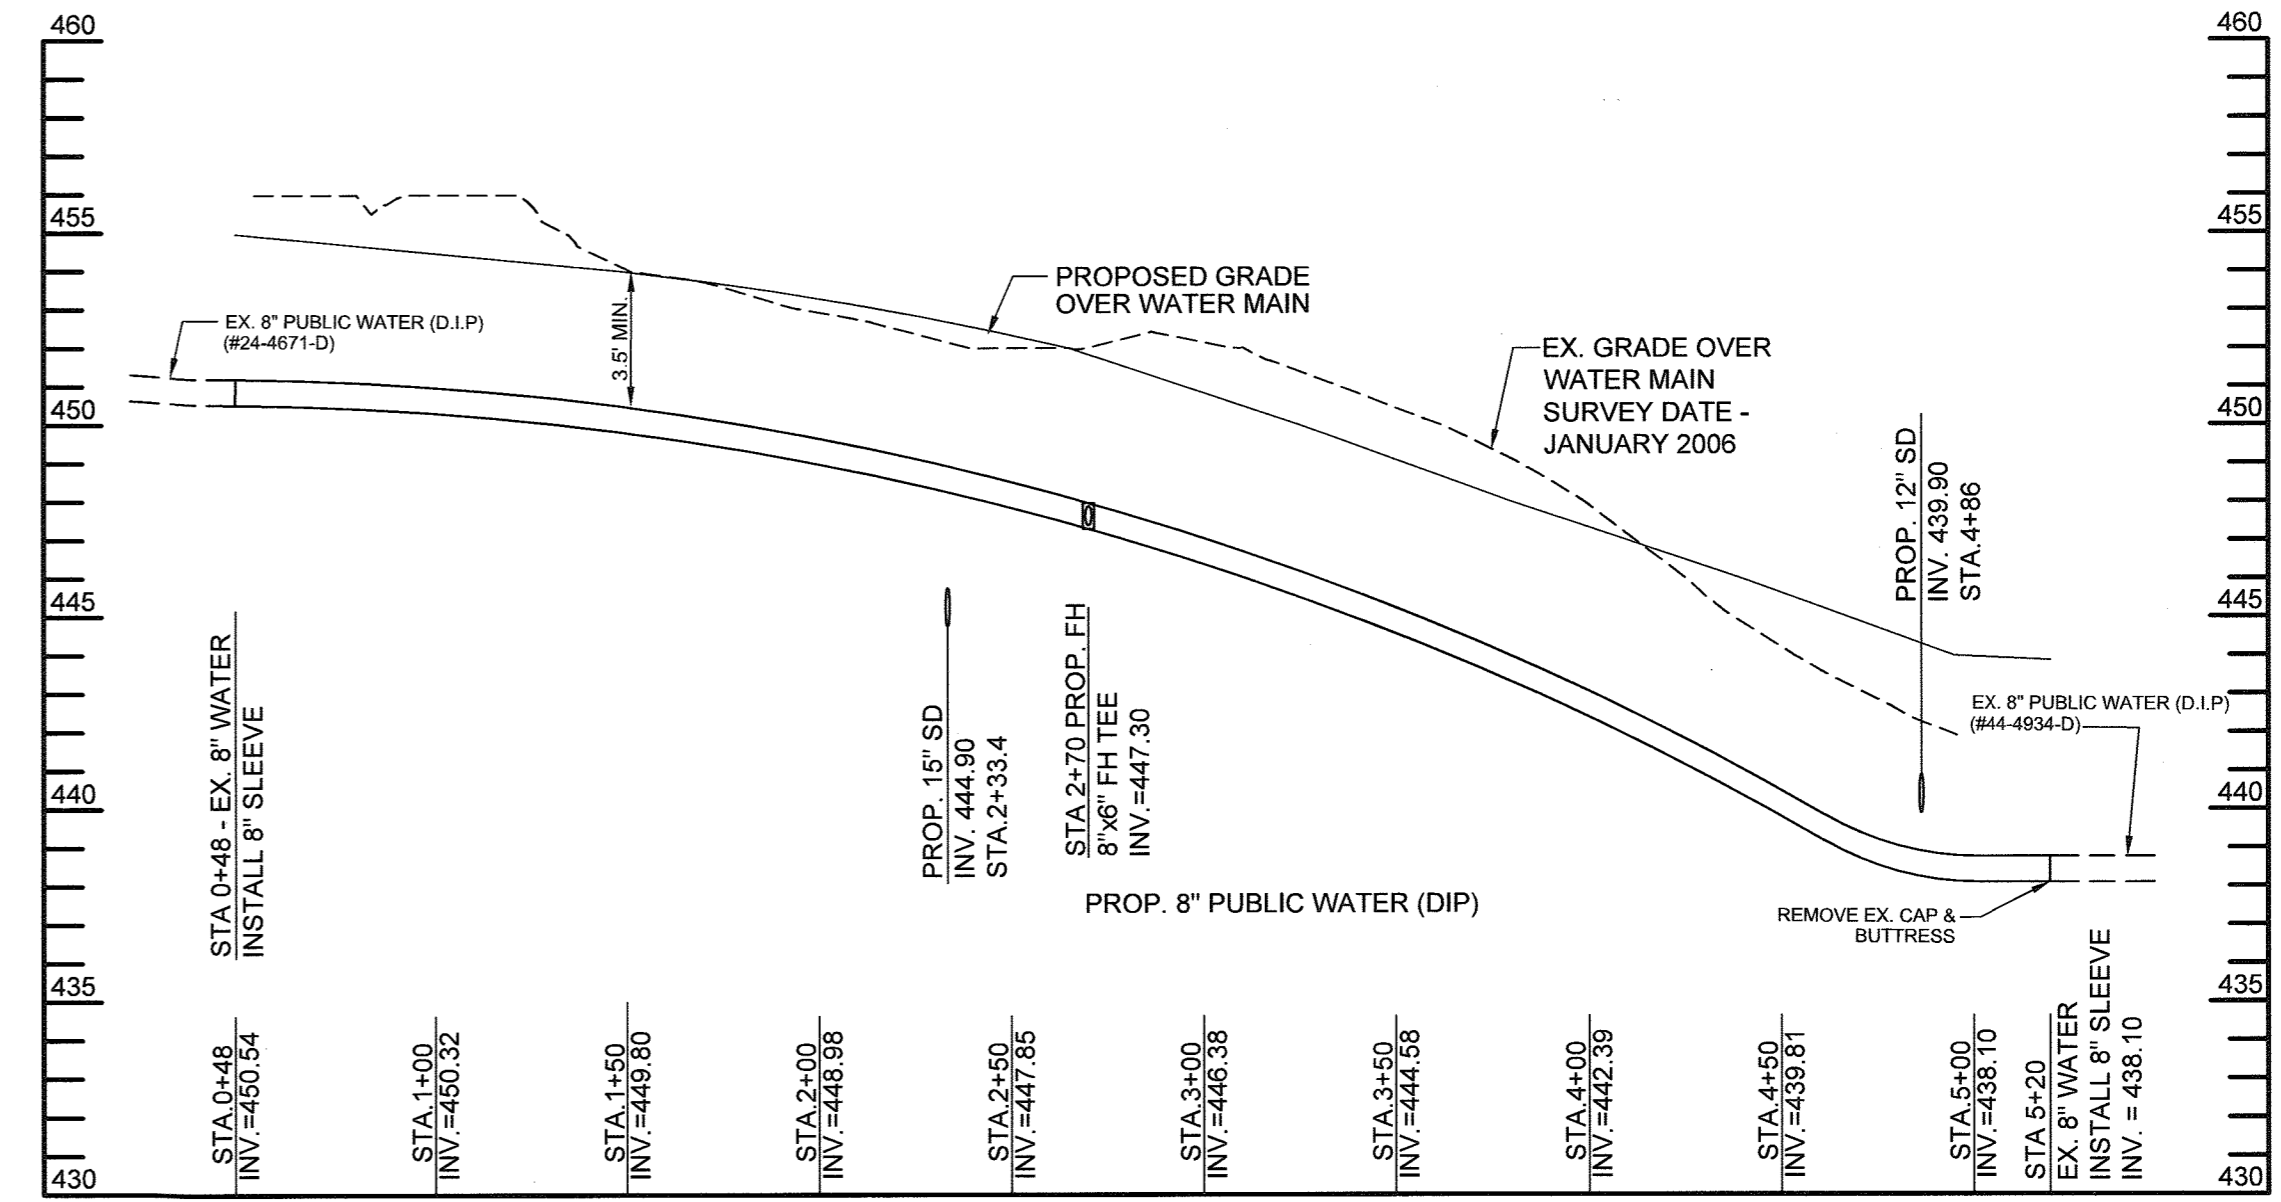 460
460
455
455
PROPOSED GRADE
OVER WATER MAIN
EX. 8" PUBLIC WATER (D.I.P)
(#24-4671-D)
3.5' MIN.
EX. GRADE OVER
WATER MAIN
SURVEY DATE -
JANUARY 2006
450
450
PROP. 12" SD
INV. 439.90
STA.4+86
445
445
STA 0+48 - EX. 8" WATER
INSTALL 8" SLEEVE
PROP. 15" SD
INV. 444.90
STA.2+33.4
STA 2+70 PROP. FH
8"x6" FH TEE
INV.=447.30
EX. 8" PUBLIC WATER (D.I.P)
(#44-4934-D)
440
440
PROP. 8" PUBLIC WATER (DIP)
REMOVE EX. CAP &
BUTTRESS
435
435
STA.0+48
INV.=450.54
STA.1+00
INV.=450.32
STA.1+50
INV.=449.80
STA.2+00
INV.=448.98
STA.2+50
INV.=447.85
STA.3+00
INV.=446.38
STA.3+50
INV.=444.58
STA.4+00
INV.=442.39
STA.4+50
INV.=439.81
STA.5+00
INV.=438.10
STA 5+20
EX. 8" WATER
INSTALL 8" SLEEVE
INV. = 438.10
430
430